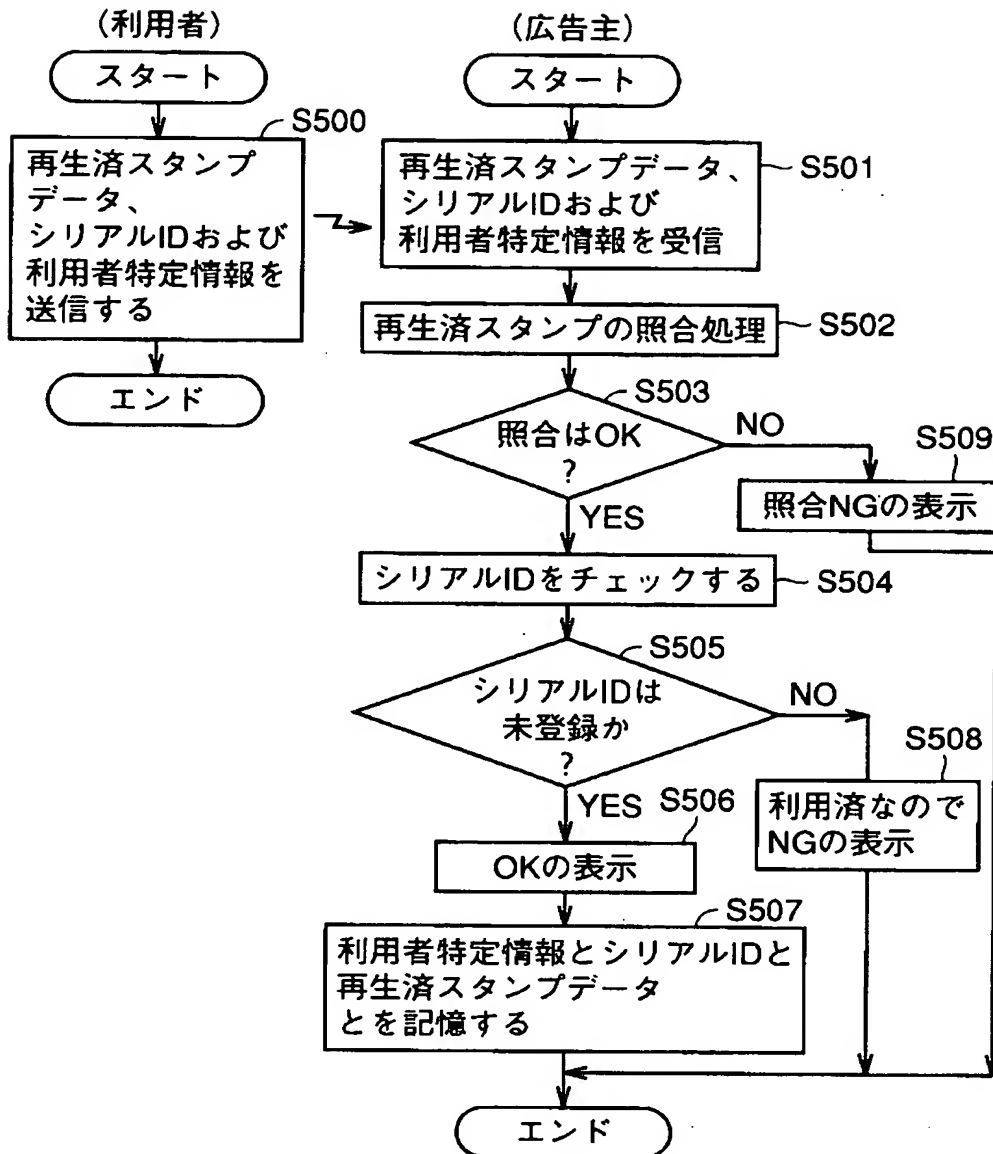 (利用者)
スタート
S500
再生済スタンプ
データ、
シリアルIDおよび
利用者特定情報を
送信する
エンド
(広告主)
スタート
S501
再生済スタンプデータ、
シリアルIDおよび
利用者特定情報を受信
再生済スタンプの照合処理
S502
S503
照合はOK
?
NO
YES
S509
照合NGの表示
シリアルIDをチェックする
S504
S505
シリアルIDは
未登録か
?
NO
YES
S508
利用済なので
NGの表示
S506
OKの表示
S507
利用者特定情報とシリアルIDと
再生済スタンプデータ
とを記憶する
エンド